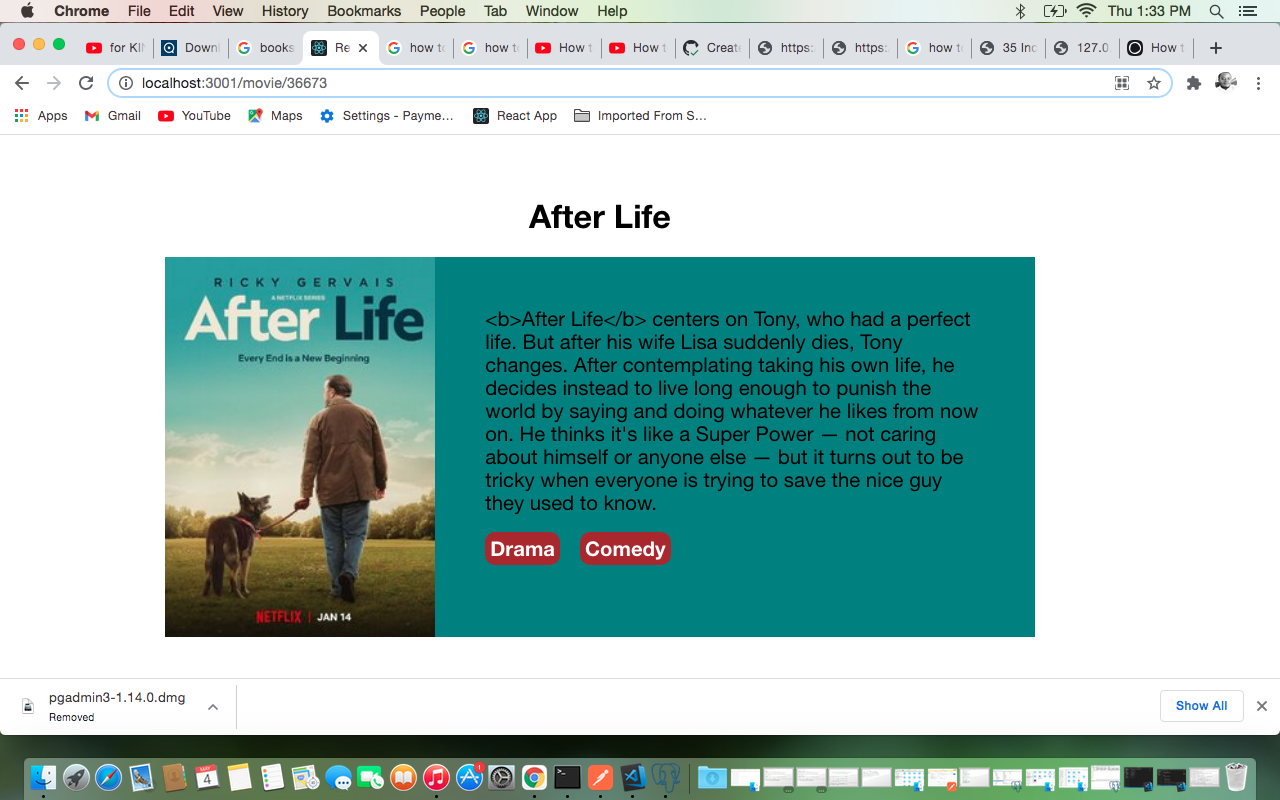 Chrome File Edit View History Bookmarks People Tab Window Help Thu 1:33 PM
for KI Downl books Re how to how to How t How t Create https: https: how to 35 Inc 127.0. How t
localhost:3001/movie/36673
Apps Gmail YouTube Maps Settings - Payme... React App Imported From S...
After Life
RICKY GERVAIS
A NETFLIX SERIES
After Life
Every End is a New Beginning
NETFLIX | JAN 14
<b>After Life</b> centers on Tony, who had a perfect
life. But after his wife Lisa suddenly dies, Tony
changes. After contemplating taking his own life, he
decides instead to live long enough to punish the
world by saying and doing whatever he likes from now
on. He thinks it's like a Super Power — not caring
about himself or anyone else — but it turns out to be
tricky when everyone is trying to save the nice guy
they used to know.
Drama Comedy
pgadmin3-1.14.0.dmg
Removed
Show All
4
1